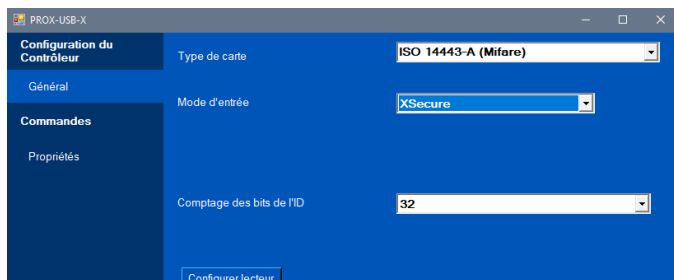 PROX-USB-X
Configuration du
Contrôleur
Général
Commandes
Propriétés
Type de carte
ISO 14443-A (Mifare)
Mode d'entrée
XSecure
Comptage des bits de l'ID
32
Configurer lecteur